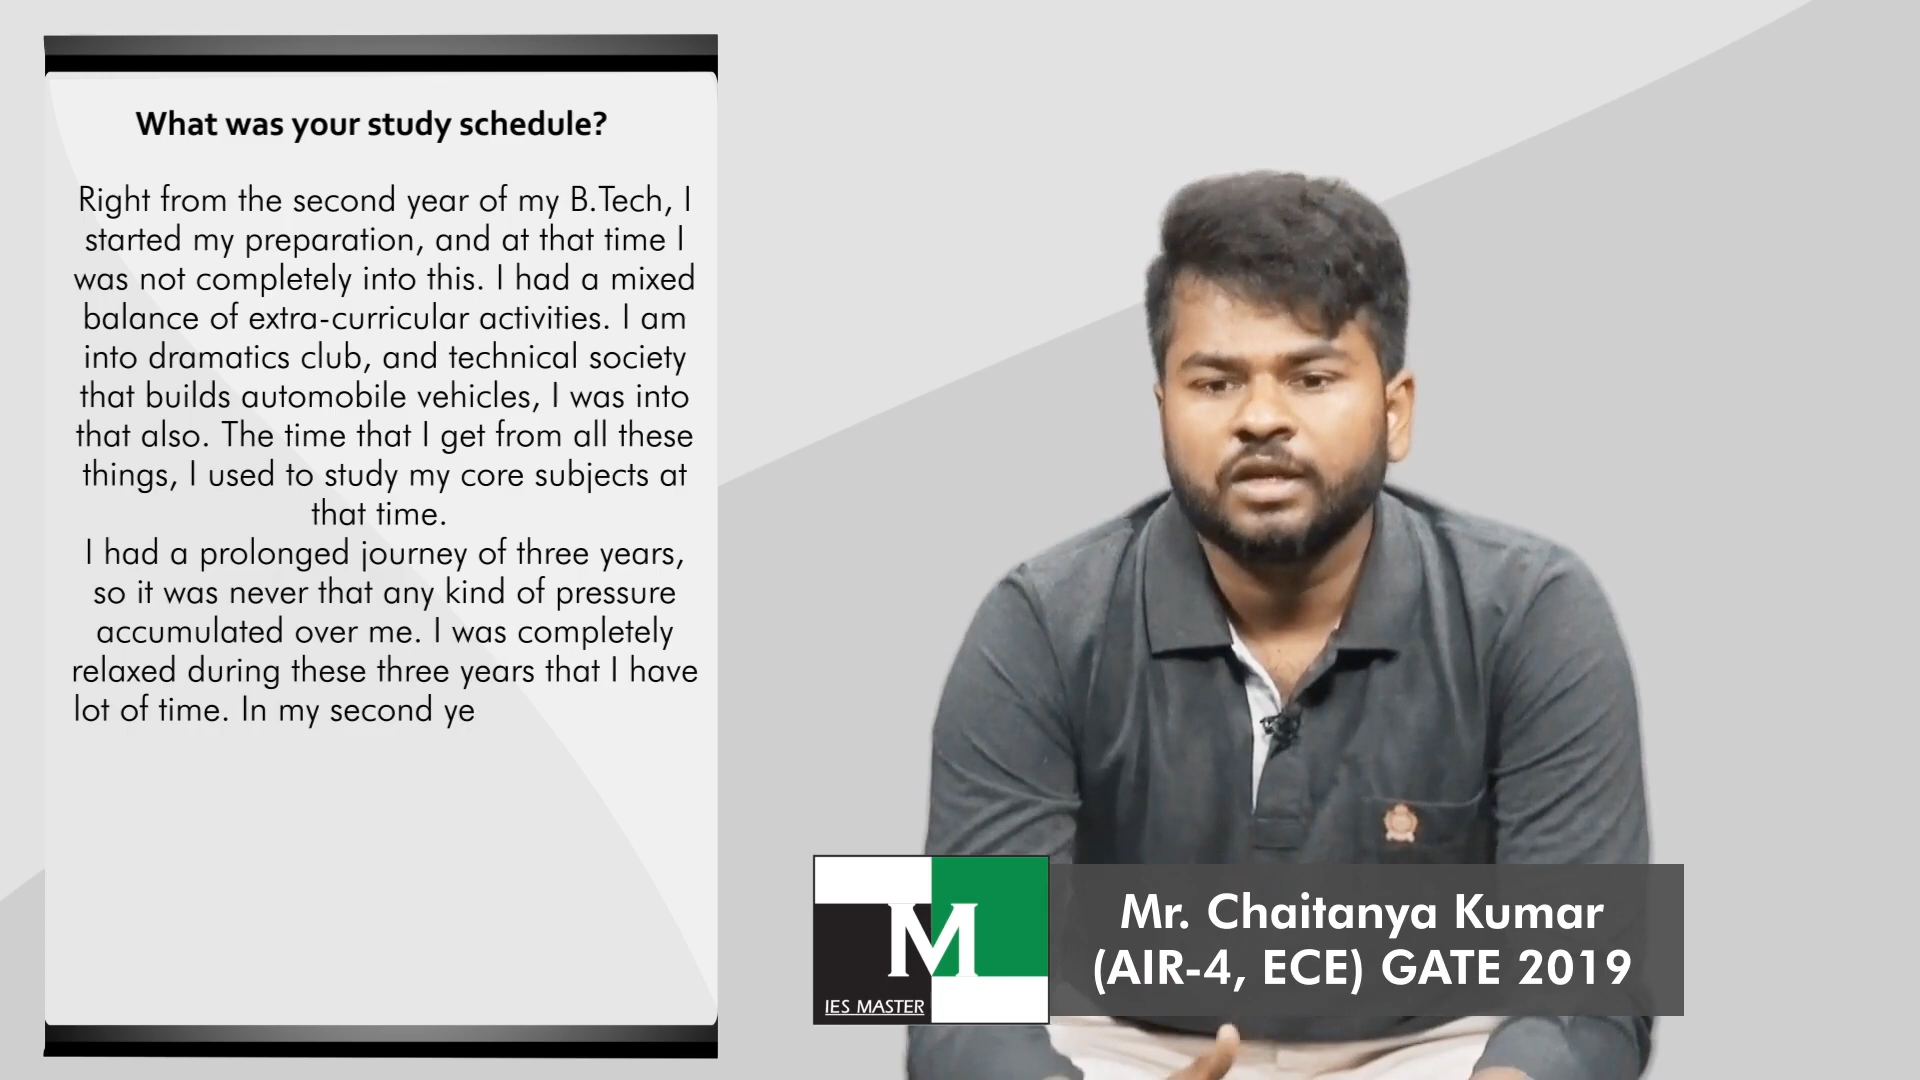 What was your study schedule?
Right from the second year of my B.Tech, I
started my preparation, and at that time I
was not completely into this. I had a mixed
balance of extra-curricular activities. I am
into dramatics club, and technical society
that builds automobile vehicles, I was into
that also. The time that I get from all these
things, I used to study my core subjects at
that time.
I had a prolonged journey of three years,
so it was never that any kind of pressure
accumulated over me. I was completely
relaxed during these three years that I have
lot of time. In my second ye
M
IES MASTER
Mr. Chaitanya Kumar
(AIR-4, ECE) GATE 2019